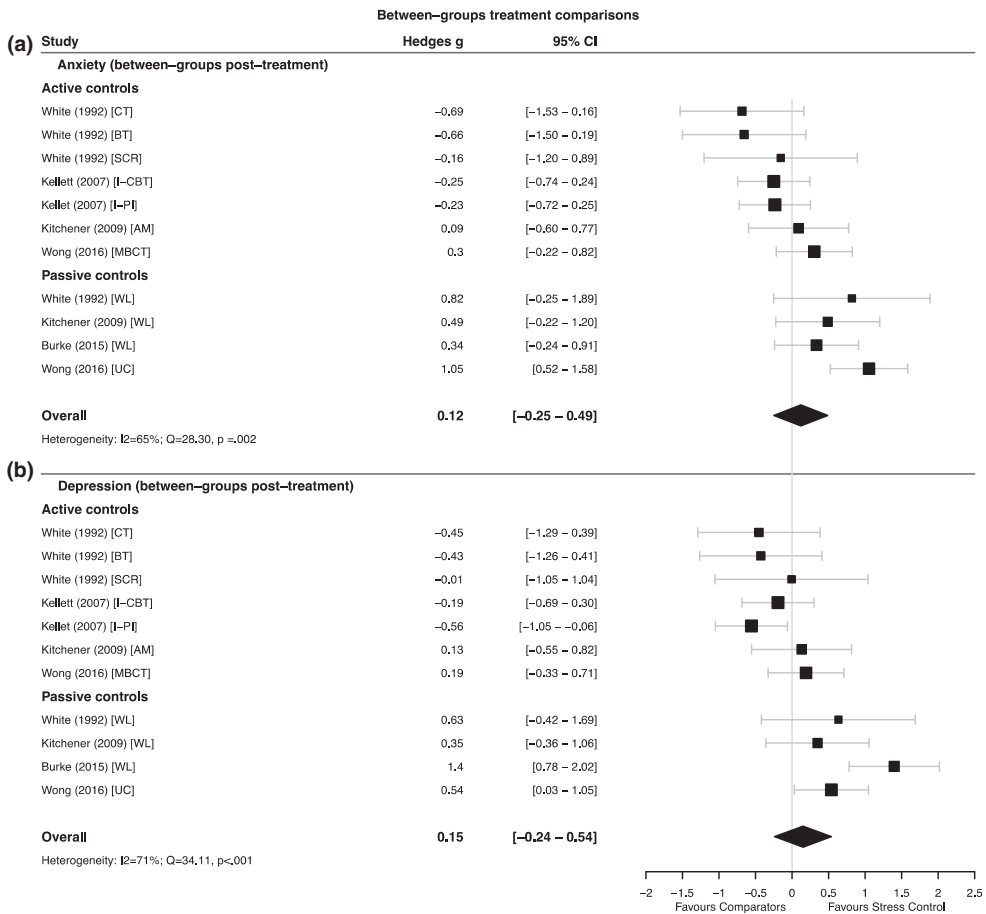 Between–groups treatment comparisons
(a) Study Hedges g 95% CI
Anxiety (between–groups post–treatment)
Active controls
White (1992) [CT] −0.69 [−1.53 − 0.16]
White (1992) [BT] −0.66 [−1.50 − 0.19]
White (1992) [SCR] −0.16 [−1.20 − 0.89]
Kellett (2007) [I−CBT] −0.25 [−0.74 − 0.24]
Kellet (2007) [I−PI] −0.23 [−0.72 − 0.25]
Kitchener (2009) [AM] 0.09 [−0.60 − 0.77]
Wong (2016) [MBCT] 0.3 [−0.22 − 0.82]
Passive controls
White (1992) [WL] 0.82 [−0.25 − 1.89]
Kitchener (2009) [WL] 0.49 [−0.22 − 1.20]
Burke (2015) [WL] 0.34 [−0.24 − 0.91]
Wong (2016) [UC] 1.05 [0.52 − 1.58]
Overall 0.12 [−0.25 − 0.49]
Heterogeneity: I2=65%; Q=28.30, p =.002
(b) Depression (between–groups post–treatment)
Active controls
White (1992) [CT] −0.45 [−1.29 − 0.39]
White (1992) [BT] −0.43 [−1.26 − 0.41]
White (1992) [SCR] −0.01 [−1.05 − 1.04]
Kellett (2007) [I−CBT] −0.19 [−0.69 − 0.30]
Kellet (2007) [I−PI] −0.56 [−1.05 − −0.06]
Kitchener (2009) [AM] 0.13 [−0.55 − 0.82]
Wong (2016) [MBCT] 0.19 [−0.33 − 0.71]
Passive controls
White (1992) [WL] 0.63 [−0.42 − 1.69]
Kitchener (2009) [WL] 0.35 [−0.36 − 1.06]
Burke (2015) [WL] 1.4 [0.78 − 2.02]
Wong (2016) [UC] 0.54 [0.03 − 1.05]
Overall 0.15 [−0.24 − 0.54]
Heterogeneity: I2=71%; Q=34.11, p<.001
−2 −1.5 −1 −0.5 0 0.5 1 1.5 2 2.5
Favours Comparators Favours Stress Control